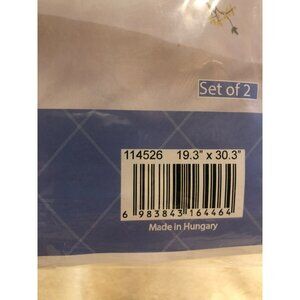 Set of 2
114526 19.3" x 30.3"
6 983843 164464
Made in Hungary